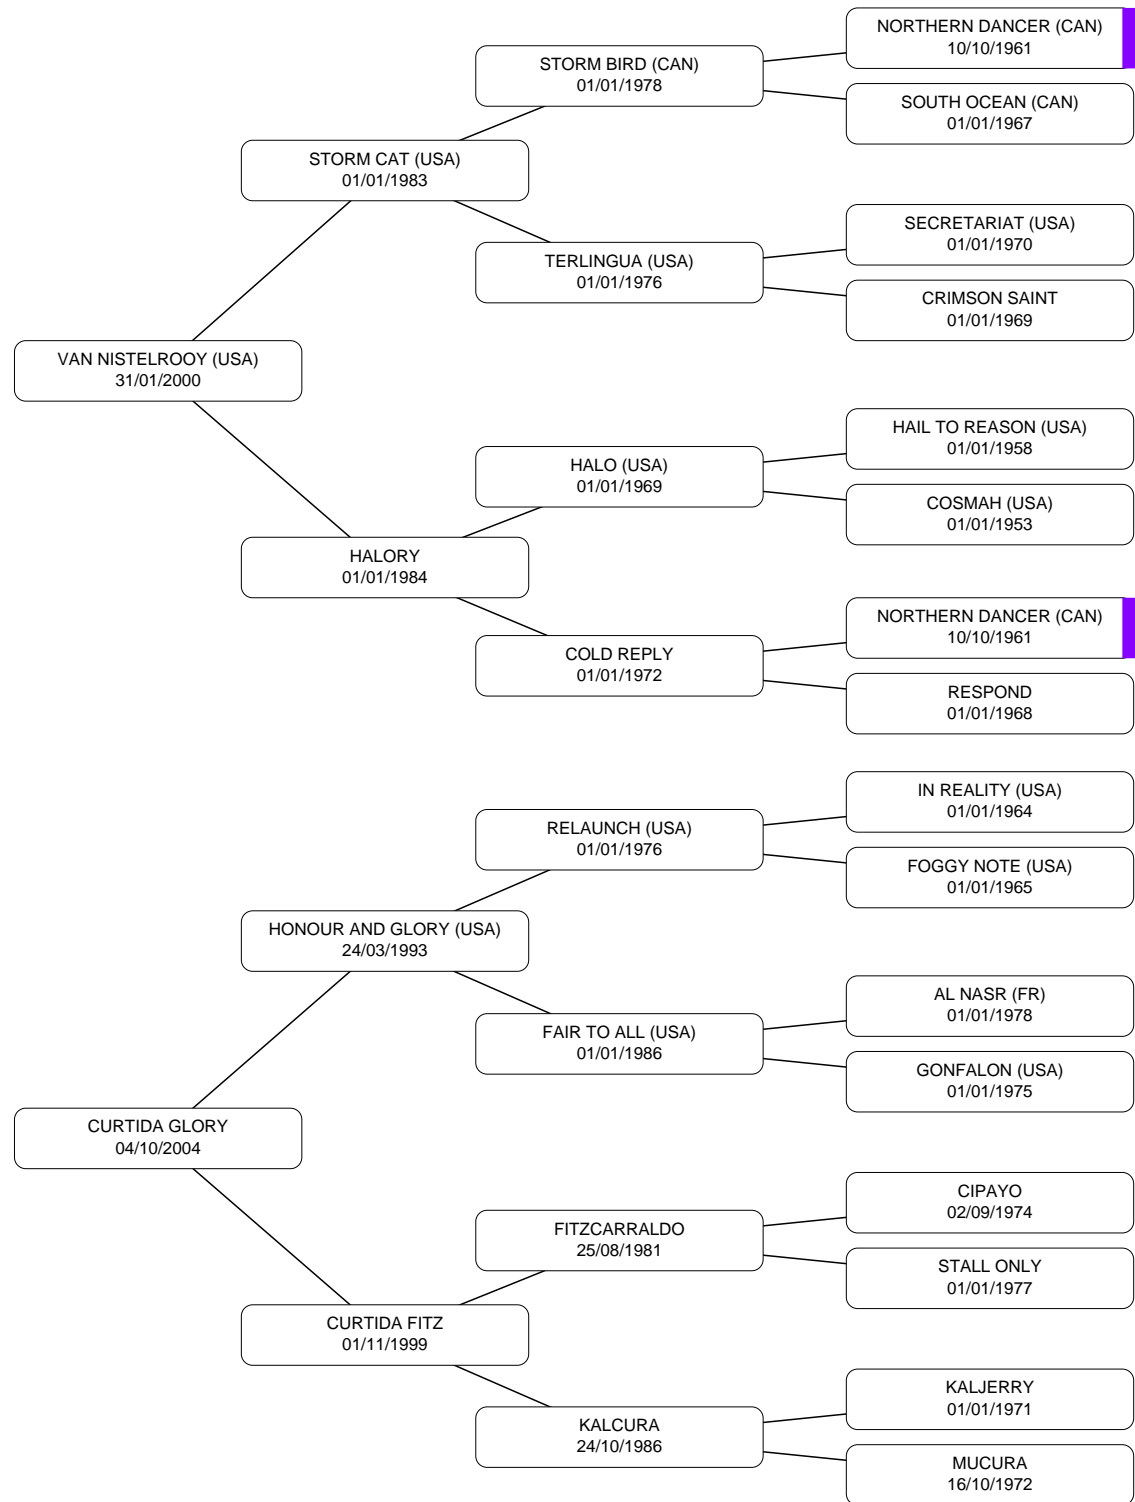 NORTHERN DANCER (CAN)
10/10/1961
STORM BIRD (CAN)
01/01/1978
SOUTH OCEAN (CAN)
01/01/1967
STORM CAT (USA)
01/01/1983
SECRETARIAT (USA)
01/01/1970
TERLINGUA (USA)
01/01/1976
CRIMSON SAINT
01/01/1969
VAN NISTELROOY (USA)
31/01/2000
HAIL TO REASON (USA)
01/01/1958
HALO (USA)
01/01/1969
COSMAH (USA)
01/01/1953
HALORY
01/01/1984
NORTHERN DANCER (CAN)
10/10/1961
COLD REPLY
01/01/1972
RESPOND
01/01/1968
IN REALITY (USA)
01/01/1964
RELAUNCH (USA)
01/01/1976
FOGGY NOTE (USA)
01/01/1965
HONOUR AND GLORY (USA)
24/03/1993
AL NASR (FR)
01/01/1978
FAIR TO ALL (USA)
01/01/1986
GONFALON (USA)
01/01/1975
CURTIDA GLORY
04/10/2004
CIPAYO
02/09/1974
FITZCARRALDO
25/08/1981
STALL ONLY
01/01/1977
CURTIDA FITZ
01/11/1999
KALJERRY
01/01/1971
KALCURA
24/10/1986
MUCURA
16/10/1972